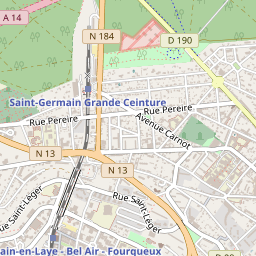 A 14
N 184
D 190
Saint-Germain Grande Ceinture
Rue Pereire
Rue Pereire
Avenue Carnot
N 13
N 13
Rue Saint-Léger
Rue Saint-Léger
ain-en-Laye - Bel Air - Fourqueux